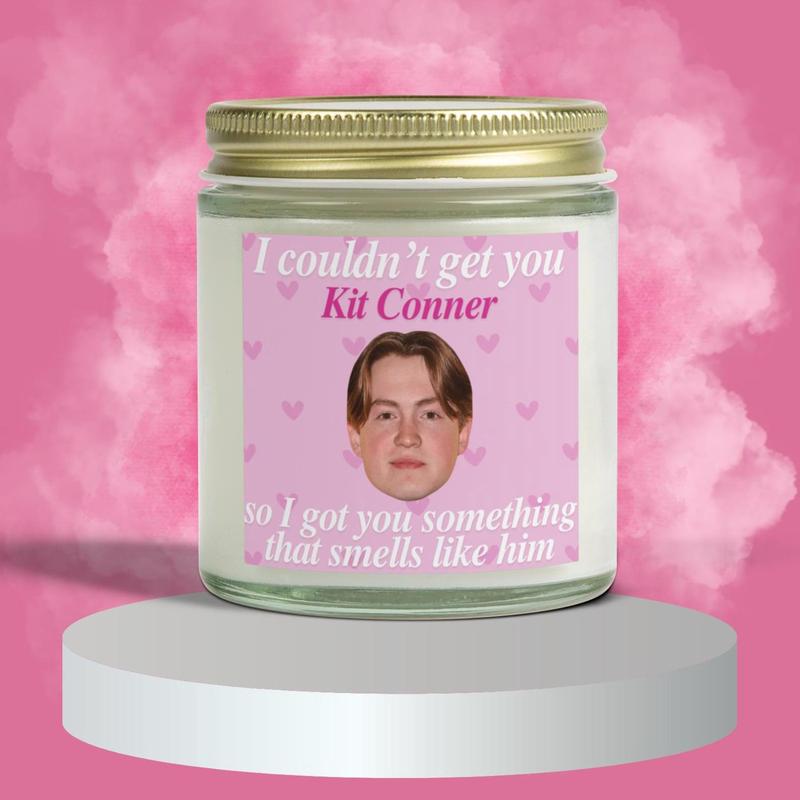 I couldn't get you
Kit Conner
so I got you something
that smells like him